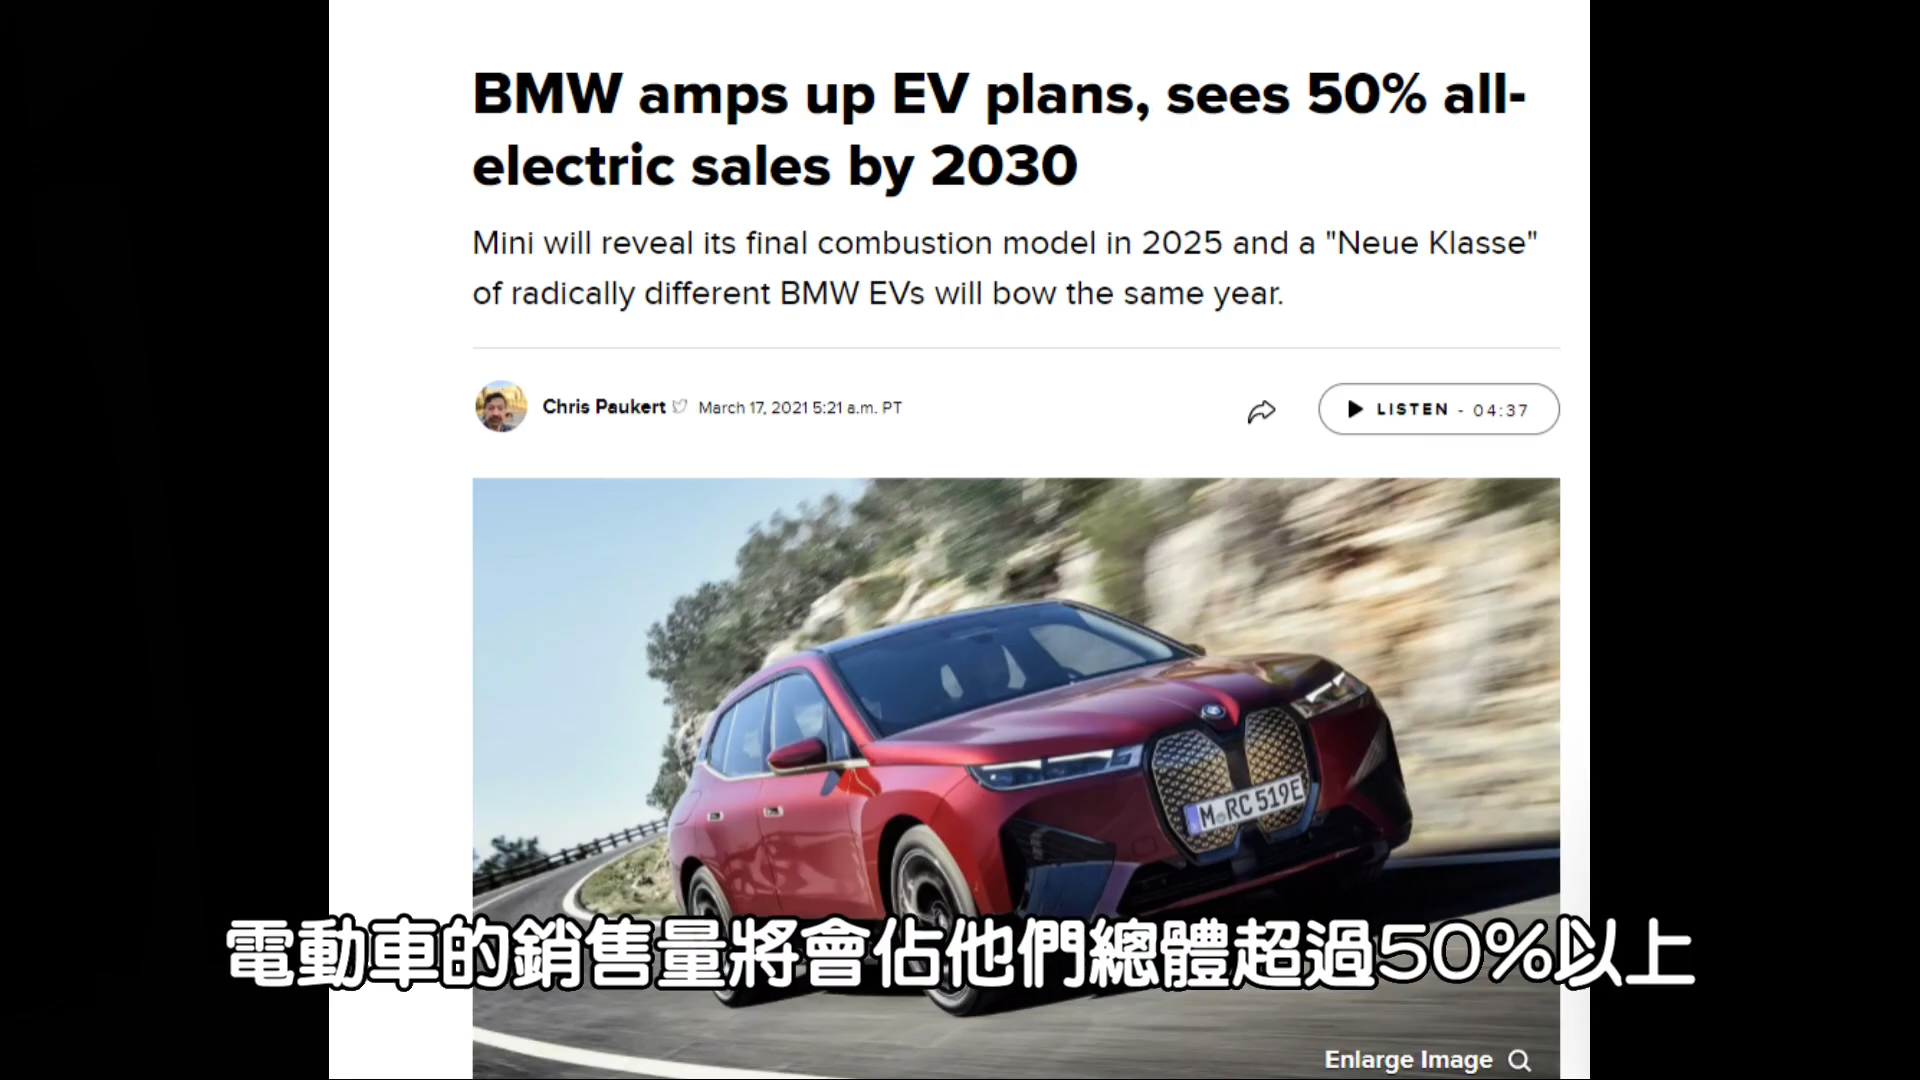 BMW amps up EV plans, sees 50% all-
electric sales by 2030
Mini will reveal its final combustion model in 2025 and a "Neue Klasse"
of radically different BMW EVs will bow the same year.
Chris Paukert March 17, 2021 5:21 a.m. PT
LISTEN - 04:37
M RC 519E
電動車的銷售量將會佔他們總體超過50%以上
Enlarge Image